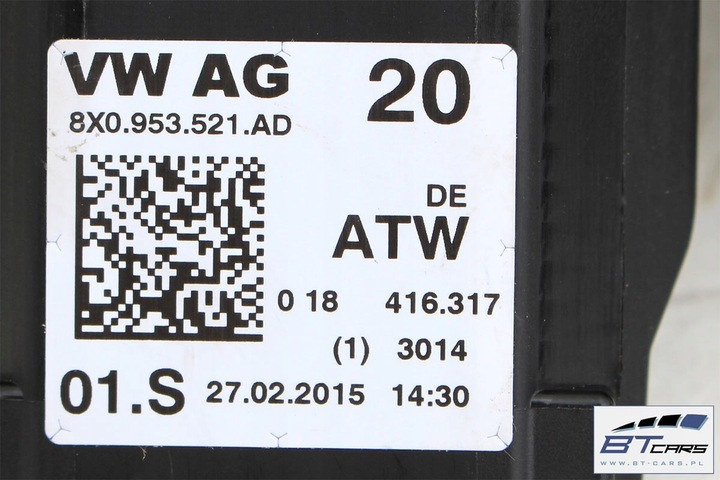 VW AG 20
8X0.953.521.AD
DE
ATW
0 18 416.317
(1) 3014
01.S 27.02.2015 14:30
BT CARS
WWW.BT-CARS.PL